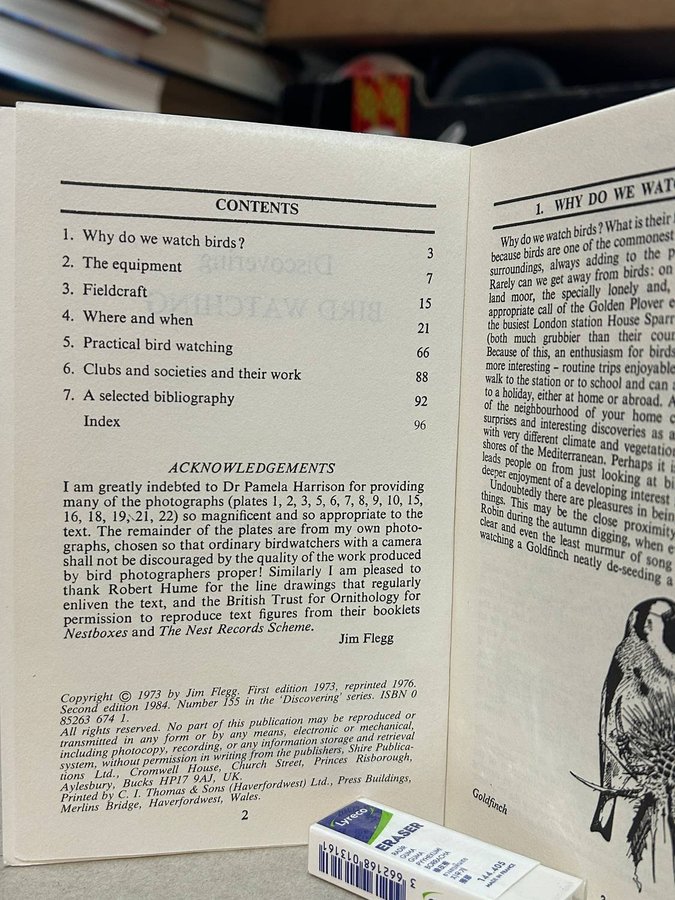 CONTENTS
1. Why do we watch birds? 3
2. The equipment 7
3. Fieldcraft 15
4. Where and when 21
5. Practical bird watching 66
6. Clubs and societies and their work 88
7. A selected bibliography 92
Index 96
Discovering
BIRD WATCHING
ACKNOWLEDGEMENTS
I am greatly indebted to Dr Pamela Harrison for providing
many of the photographs (plates 1, 2, 3, 5, 6, 7, 8, 9, 10, 15,
16, 18, 19, 21, 22) so magnificent and so appropriate to the
text. The remainder of the plates are from my own photo-
graphs, chosen so that ordinary birdwatchers with a camera
shall not be discouraged by the quality of the work produced
by bird photographers proper! Similarly I am pleased to
thank Robert Hume for the line drawings that regularly
enliven the text, and the British Trust for Ornithology for
permission to reproduce text figures from their booklets
Nestboxes and The Nest Records Scheme.
Jim Flegg
Copyright © 1973 by Jim Flegg. First edition 1973, reprinted 1976.
Second edition 1984. Number 155 in the 'Discovering' series. ISBN 0
85263 674 1.
All rights reserved. No part of this publication may be reproduced or
transmitted in any form or by any means, electronic or mechanical,
including photocopy, recording, or any information storage and retrieval
system, without permission in writing from the publishers, Shire Publica-
tions Ltd., Cromwell House, Church Street, Princes Risborough,
Aylesbury, Bucks HP17 9AJ, UK.
Printed by C. I. Thomas & Sons (Haverfordwest) Ltd., Press Buildings,
Merlins Bridge, Haverfordwest, Wales.
2
1. WHY DO WE WAT
Why do we watch birds? What is their
because birds are one of the commonest
surroundings, always adding to the p
Rarely can we get away from birds: on
land moor, the specially lonely and,
appropriate call of the Golden Plover e
the busiest London station House Sparr
(both much grubbier than their coun
Because of this, an enthusiasm for birds
more interesting – routine trips enjoyable
walk to the station or to school and can
to a holiday, either at home or abroad. A
of the neighbourhood of your home c
surprises and interesting discoveries as a
with very different climate and vegetation
shores of the Mediterranean. Perhaps it is
leads people on from just looking at bi
deeper enjoyment of a developing interest
Undoubtedly there are pleasures in bein
things. This may be the close proximity
Robin during the autumn digging, when e
clear and even the least murmur of song
watching a Goldfinch neatly de-seeding a
Goldfinch
Lyreco
ERASER
RADÍR
GUMA
GUMA
PYYHEKUMI
BORRACHA
144.405
MADE IN FRANCE
3 662168 013161